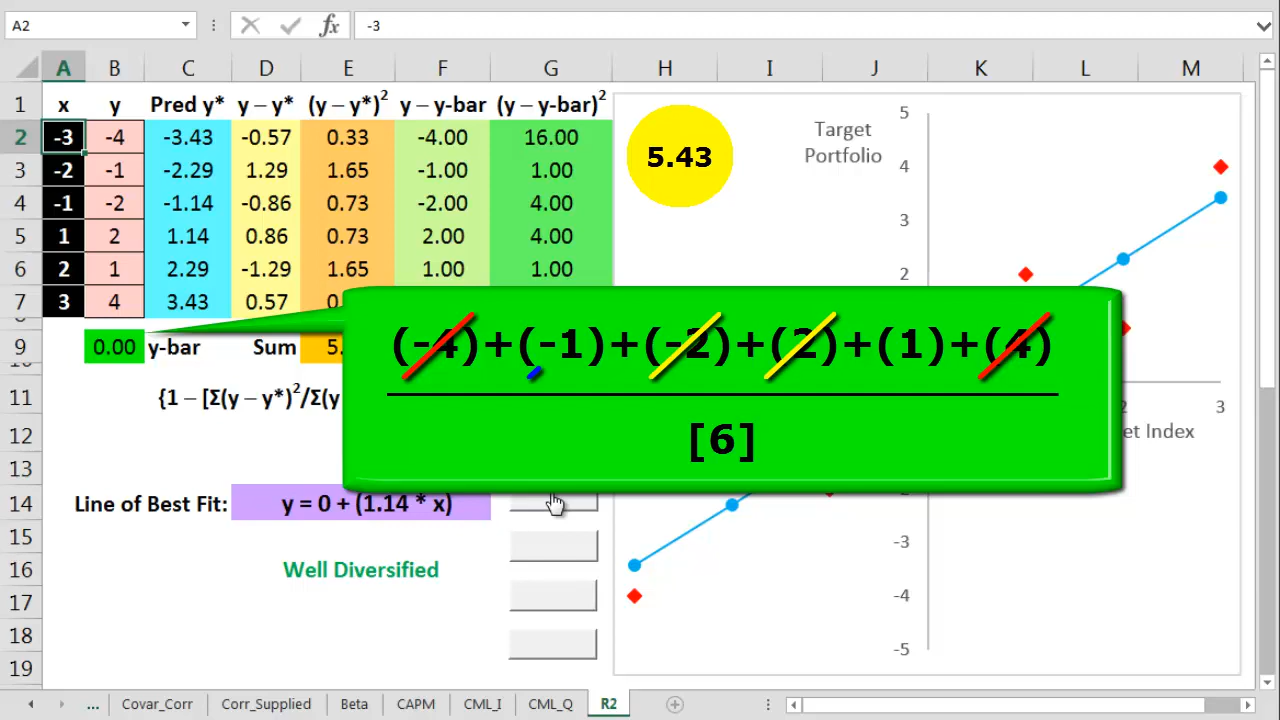 A2 fx -3
A B C D E F G H I J K L M
1 x y Pred y* y – y* (y – y*)² y – y-bar (y – y-bar)²
2 -3 -4 -3.43 -0.57 0.33 -4.00 16.00
3 -2 -1 -2.29 1.29 1.65 -1.00 1.00
4 -1 -2 -1.14 -0.86 0.73 -2.00 4.00
5 1 2 1.14 0.86 0.73 2.00 4.00
6 2 1 2.29 -1.29 1.65 1.00 1.00
7 3 4 3.43 0.57
9 0.00 y-bar Sum 5.
11 {1 – [Σ(y – y*)²/Σ(y
12
13
14 Line of Best Fit: y = 0 + (1.14 * x)
15
16 Well Diversified
17
18
19
5.43
Target
Portfolio
5
4
3
2
(-4)+(-1)+(-2)+(2)+(1)+(4)
[6]
2 3
et Index
-3
-4
-5
... Covar_Corr Corr_Supplied Beta CAPM CML_I CML_Q R2